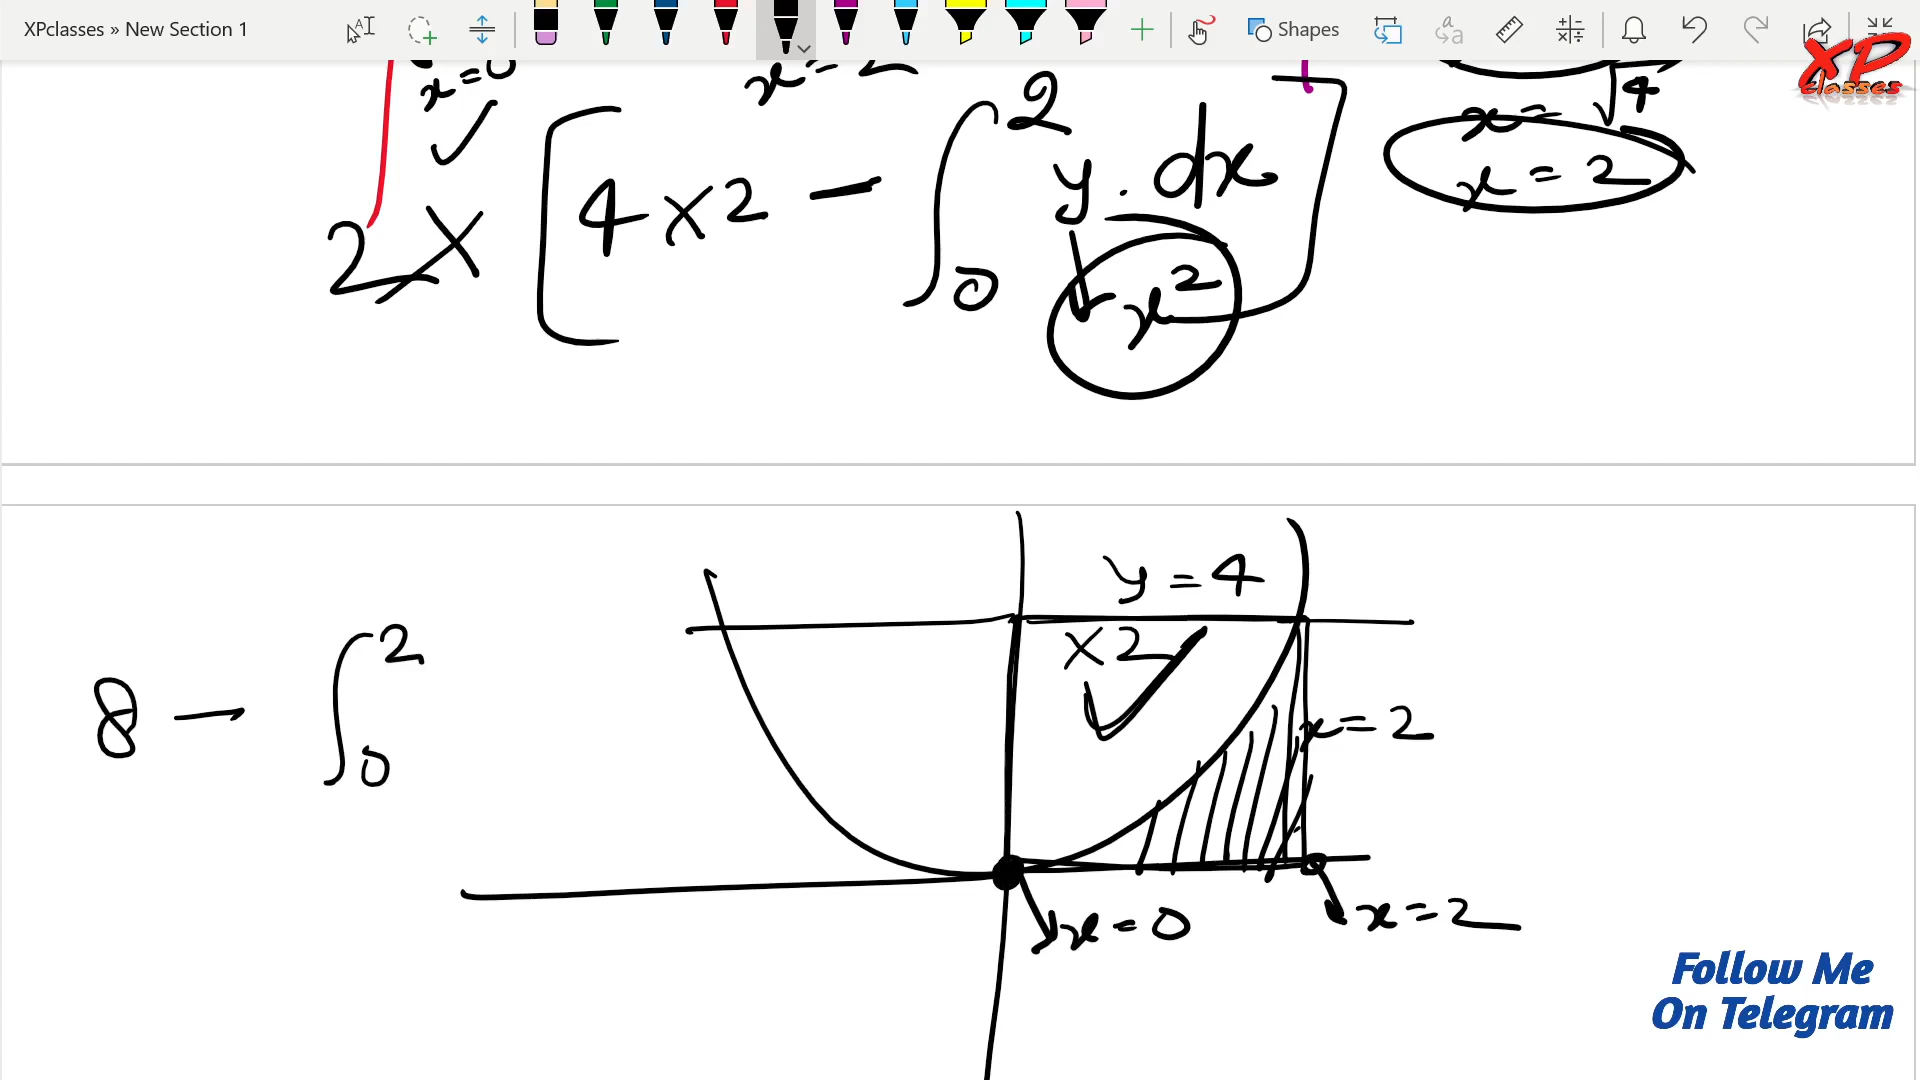 XPclasses » New Section 1
Shapes
XP
classes
x=0
x=2
√4
x=
x=2
2 × [4×2 - ∫₀² y.dx]
x²
y=4
×2
8 - ∫₀²
x=2
x=0
x=2
Follow Me
On Telegram